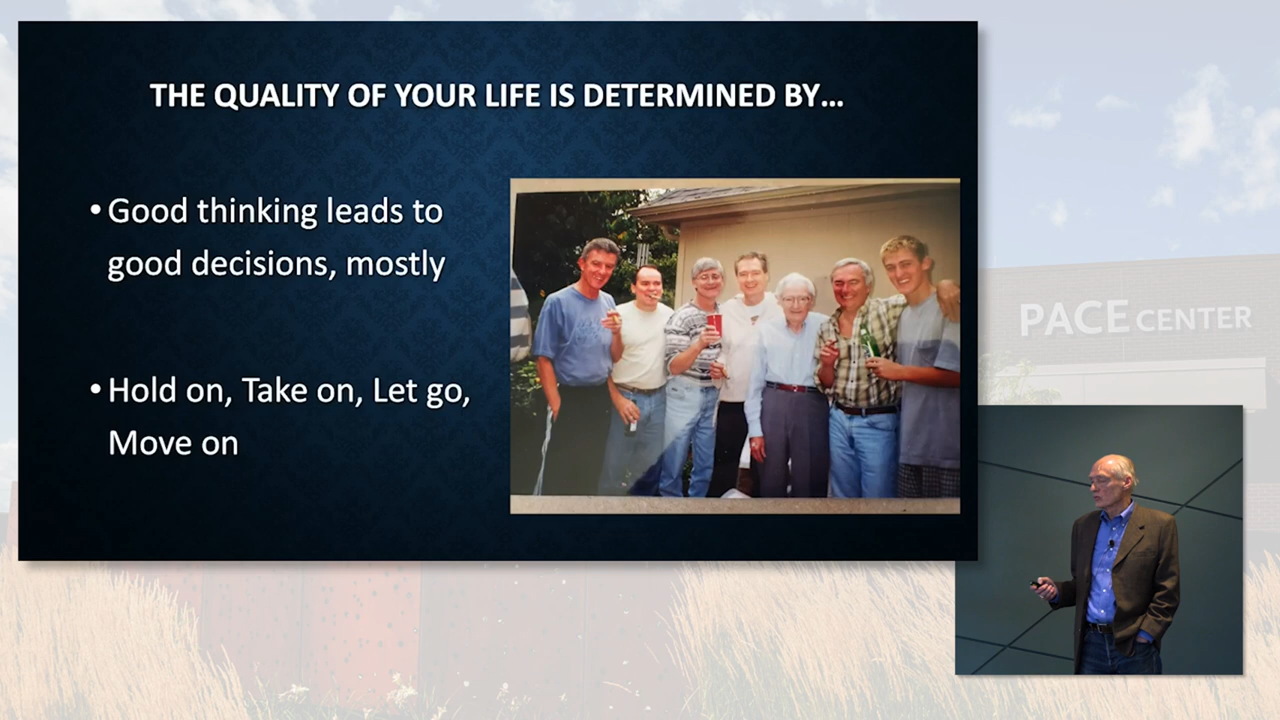 THE QUALITY OF YOUR LIFE IS DETERMINED BY...
• Good thinking leads to
good decisions, mostly
• Hold on, Take on, Let go,
Move on
PACE CENTER